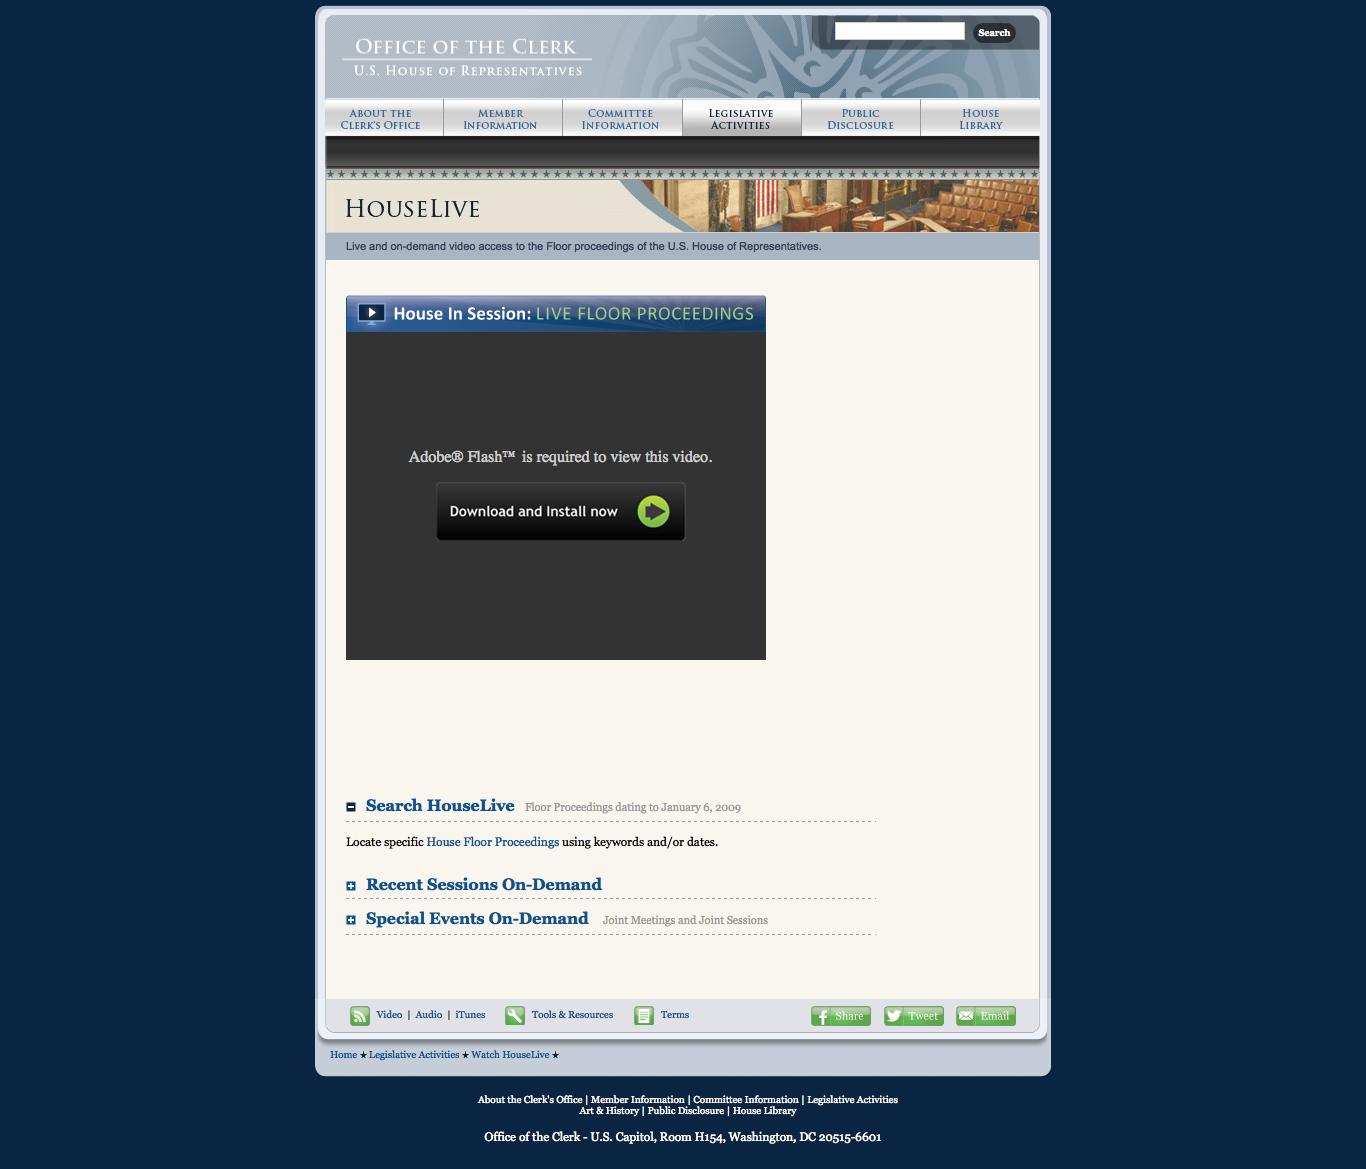 OFFICE OF THE CLERK
U.S. HOUSE OF REPRESENTATIVES
Search
ABOUT THE
CLERK'S OFFICE
MEMBER
INFORMATION
COMMITTEE
INFORMATION
LEGISLATIVE
ACTIVITIES
PUBLIC
DISCLOSURE
HOUSE
LIBRARY
HOUSELIVE
Live and on-demand video access to the Floor proceedings of the U.S. House of Representatives.
House In Session: LIVE FLOOR PROCEEDINGS
Adobe® Flash™ is required to view this video.
Download and Install now
Search HouseLive Floor Proceedings dating to January 6, 2009
Locate specific House Floor Proceedings using keywords and/or dates.
Recent Sessions On-Demand
Special Events On-Demand Joint Meetings and Joint Sessions
Video | Audio | iTunes Tools & Resources Terms Share Tweet Email
Home ★ Legislative Activities ★ Watch HouseLive ★
About the Clerk's Office | Member Information | Committee Information | Legislative Activities
Art & History | Public Disclosure | House Library
Office of the Clerk - U.S. Capitol, Room H154, Washington, DC 20515-6601